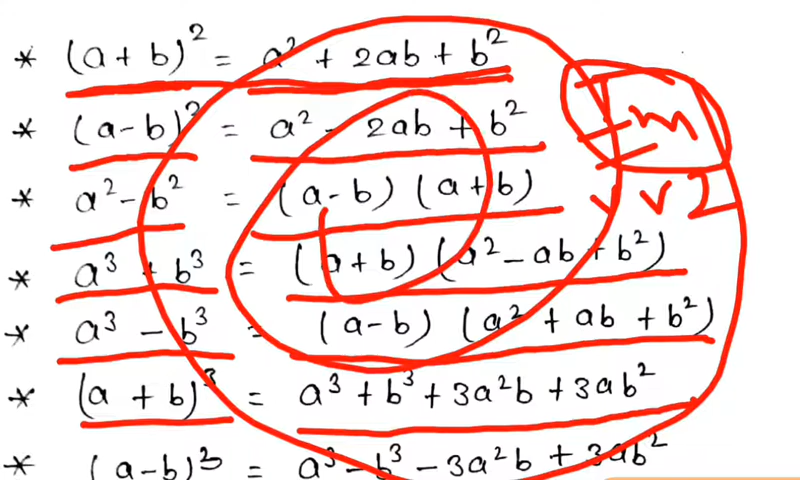 * (a+b)² = a² + 2ab + b²
* (a-b)² = a² - 2ab + b²
* a² - b² = (a-b) (a+b)
* a³ + b³ = (a+b) (a² - ab + b²)
* a³ - b³ = (a-b) (a² + ab + b²)
* (a + b)³ = a³ + b³ + 3a²b + 3ab²
* (a-b)³ = a³ - b³ - 3a²b + 3ab²